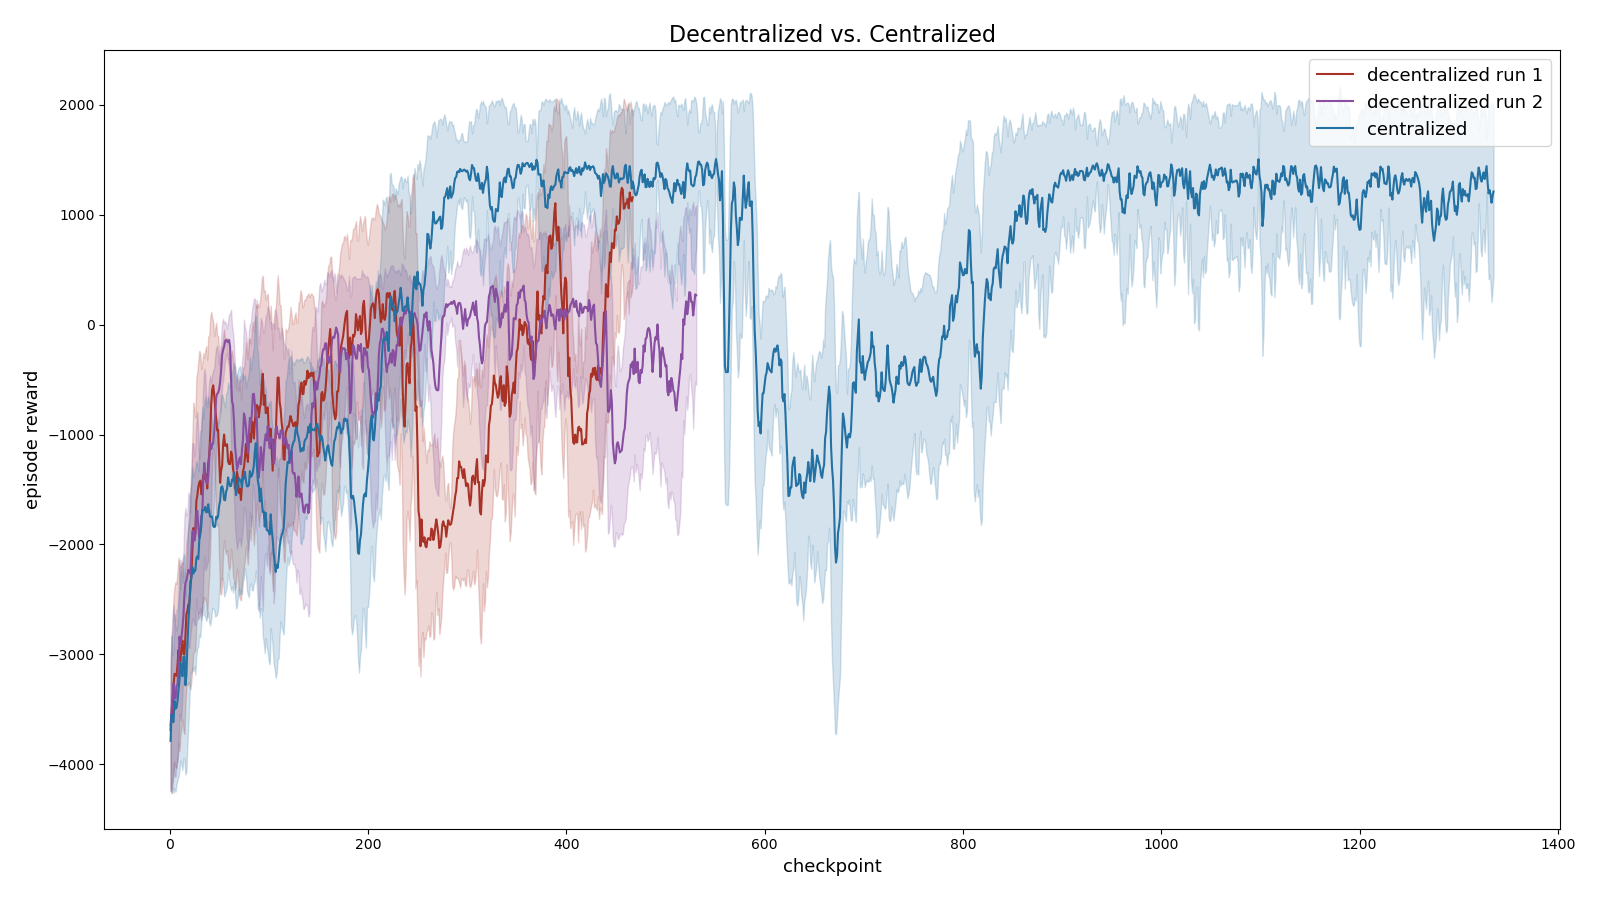 Decentralized vs. Centralized
decentralized run 1
decentralized run 2
centralized
episode reward
2000
1000
0
−1000
−2000
−3000
−4000
0 200 400 600 800 1000 1200 1400
checkpoint